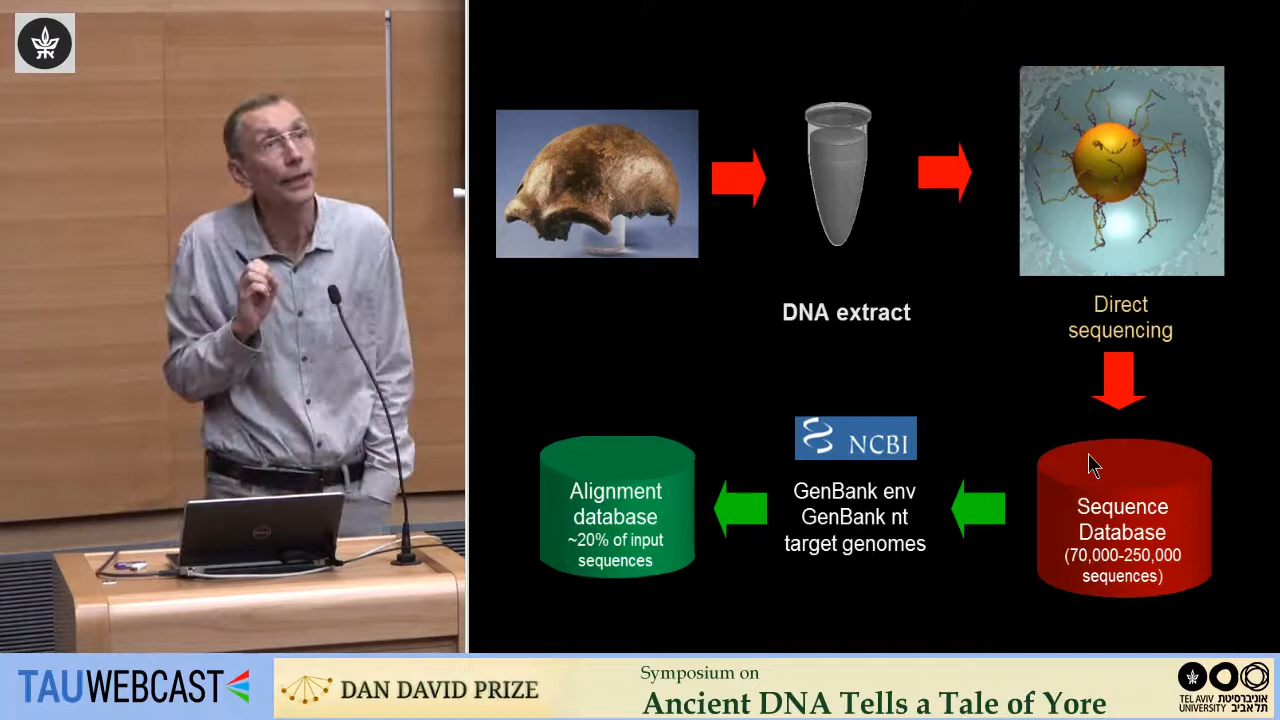 DNA extract
Direct
sequencing
NCBI
GenBank env
GenBank nt
target genomes
Alignment
database
~20% of input
sequences
Sequence
Database
(70,000-250,000
sequences)
TAUWEBCAST
DAN DAVID PRIZE
Symposium on
Ancient DNA Tells a Tale of Yore
TEL AVIV אוניברסיטת
UNIVERSITY תל אביב